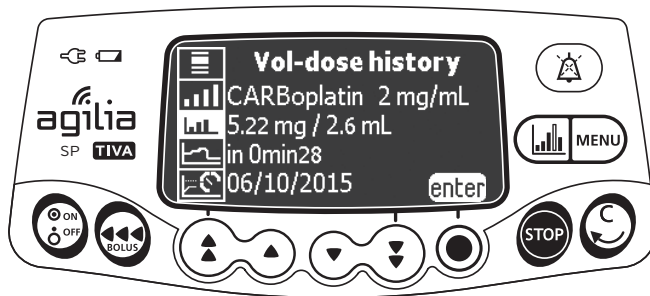 Vol-dose history
CARBoplatin 2 mg/mL
5.22 mg / 2.6 mL
in 0min28
06/10/2015
enter
agilia
SP TIVA
MENU
ON
OFF
BOLUS
STOP
C